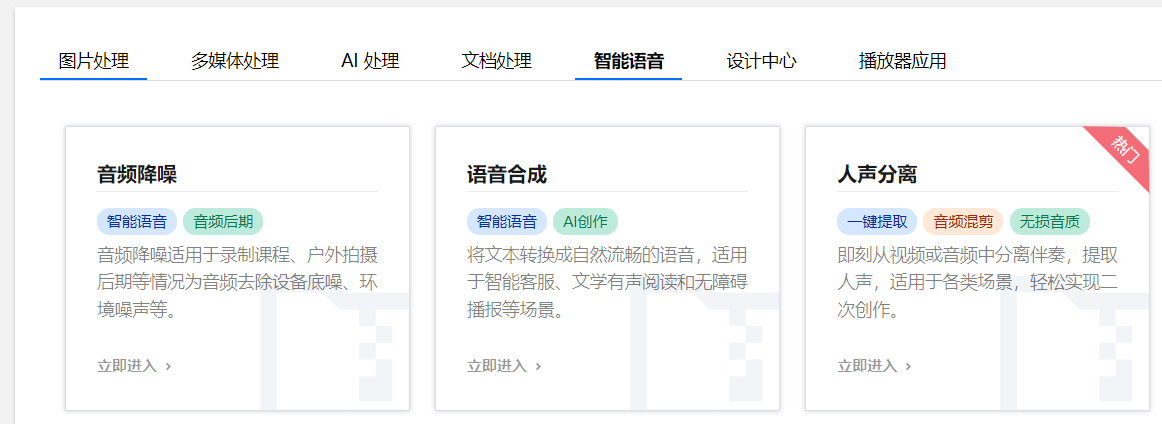 图片处理 多媒体处理 AI 处理 文档处理 智能语音 设计中心 播放器应用
音频降噪
智能语音 音频后期
音频降噪适用于录制课程、户外拍摄
后期等情况为音频去除设备底噪、环
境噪声等。
立即进入 ›
语音合成
智能语音 AI创作
将文本转换成自然流畅的语音，适用
于智能客服、文学有声阅读和无障碍
播报等场景。
立即进入 ›
热门
人声分离
一键提取 音频混剪 无损音质
即刻从视频或音频中分离伴奏，提取
人声，适用于各类场景，轻松实现二
次创作。
立即进入 ›